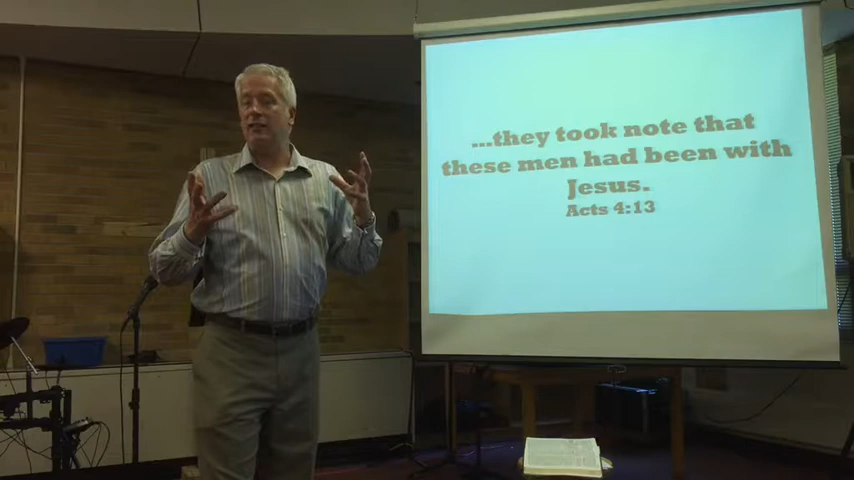 ...they took note that
these men had been with
Jesus.
Acts 4:13